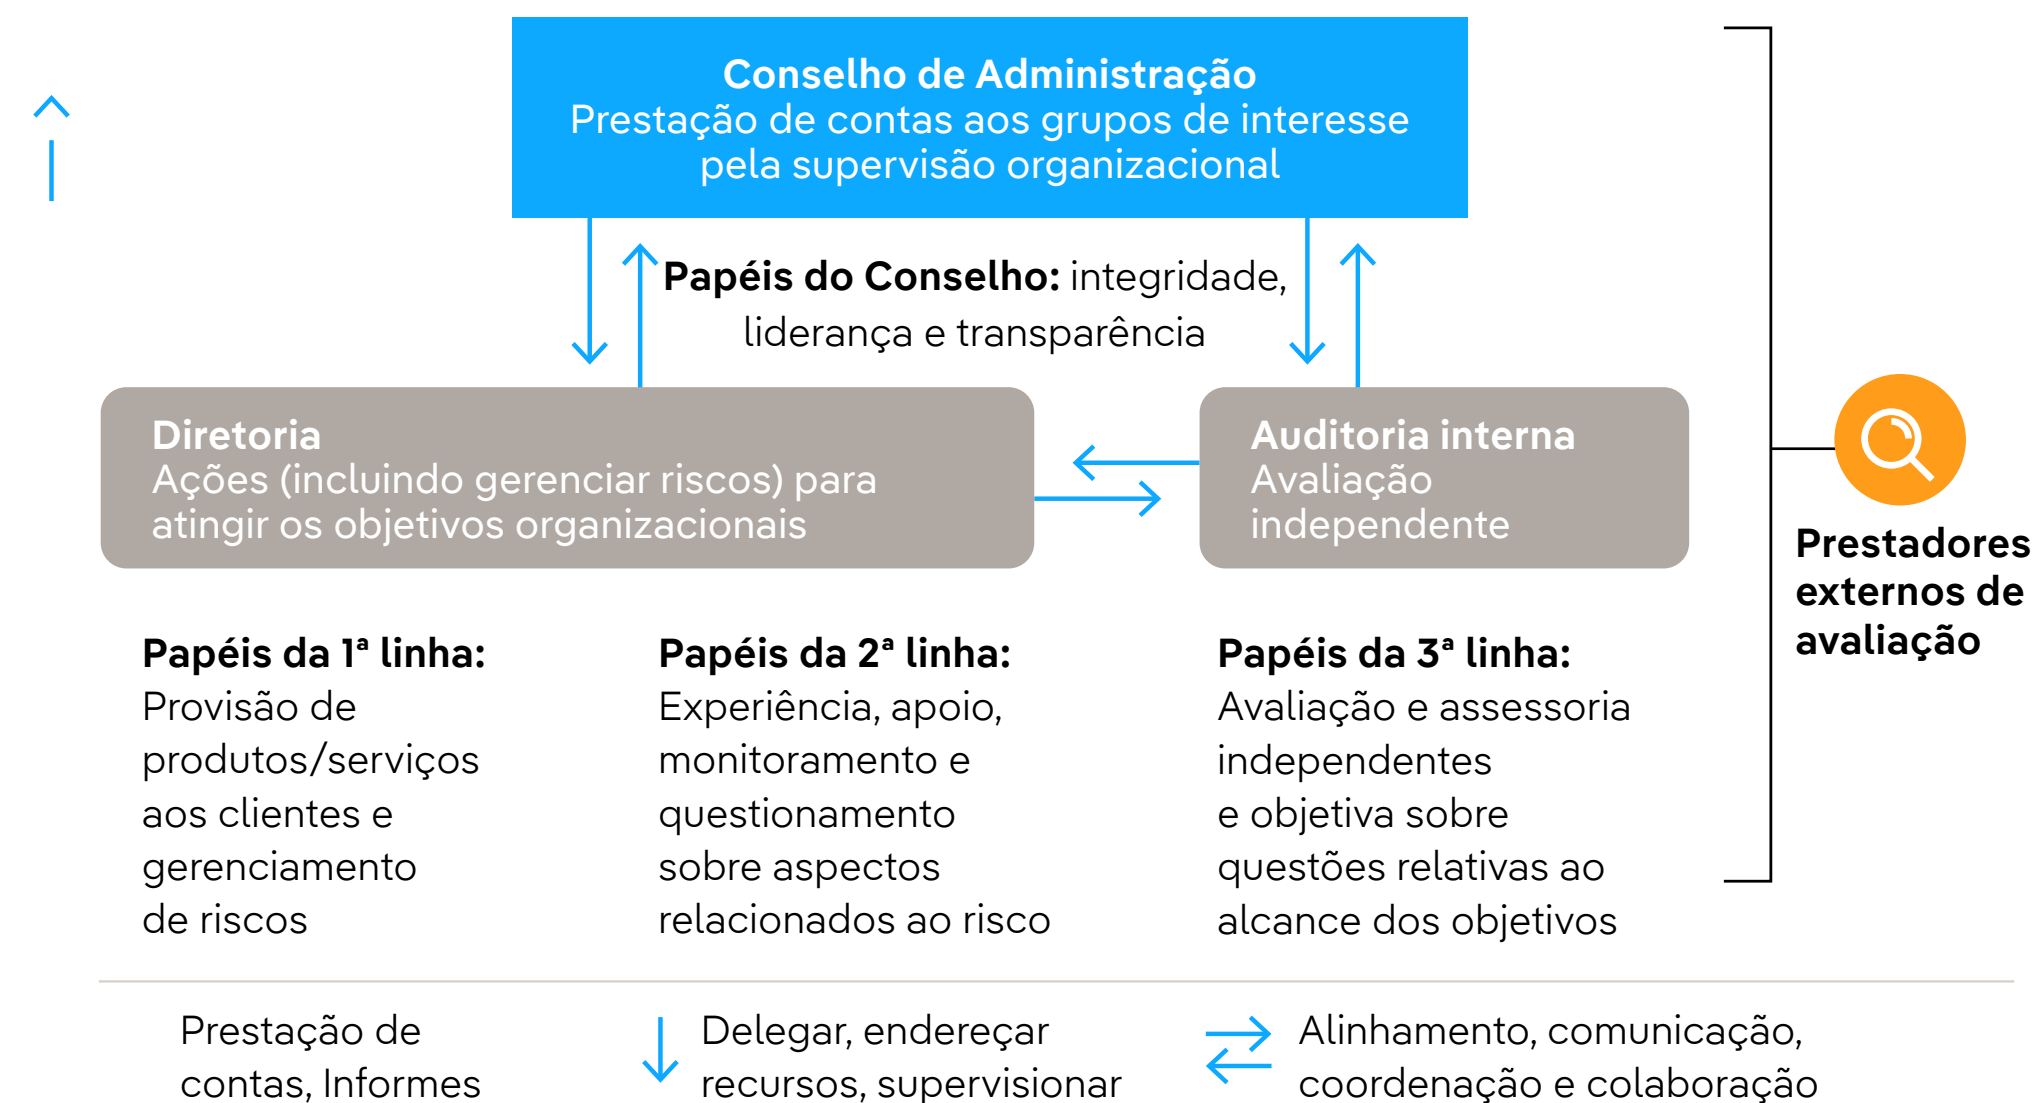 Conselho de Administração
Prestação de contas aos grupos de interesse
pela supervisão organizacional
Papéis do Conselho: integridade,
liderança e transparência
Diretoria
Ações (incluindo gerenciar riscos) para
atingir os objetivos organizacionais
Auditoria interna
Avaliação
independente
Prestadores
externos de
avaliação
Papéis da 1ª linha:
Provisão de
produtos/serviços
aos clientes e
gerenciamento
de riscos
Papéis da 2ª linha:
Experiência, apoio,
monitoramento e
questionamento
sobre aspectos
relacionados ao risco
Papéis da 3ª linha:
Avaliação e assessoria
independentes
e objetiva sobre
questões relativas ao
alcance dos objetivos
Prestação de
contas, Informes
Delegar, endereçar
recursos, supervisionar
Alinhamento, comunicação,
coordenação e colaboração